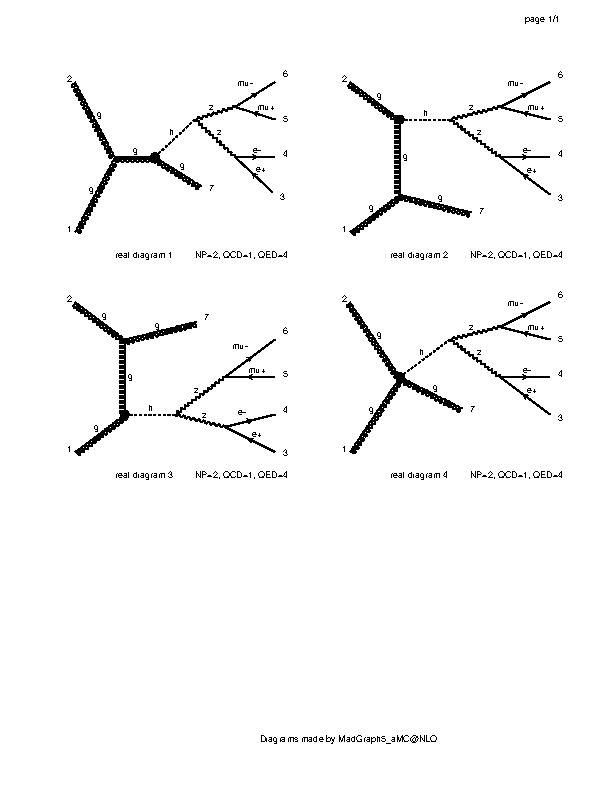 page 1/1
2
g
g
1
g
h
g
7
z
z
mu-
mu+
e-
e+
6
5
4
3
real diagram 1 NP=2, QCD=1, QED=4
2
g
g
1
g
g
7
h
z
z
mu-
mu+
e-
e+
6
5
4
3
real diagram 2 NP=2, QCD=1, QED=4
2
g
g
7
g
g
1
h
z
z
mu-
mu+
e-
e+
6
5
4
3
real diagram 3 NP=2, QCD=1, QED=4
2
g
g
1
g
7
h
z
z
mu-
mu+
e-
e+
6
5
4
3
real diagram 4 NP=2, QCD=1, QED=4
Diagrams made by MadGraph5_aMC@NLO